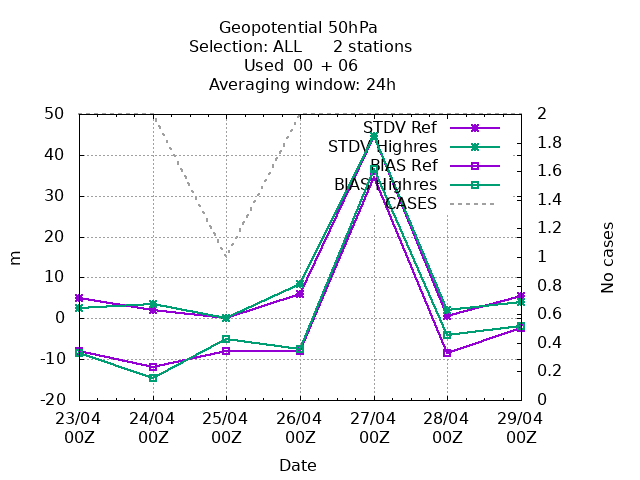 Geopotential 50hPa
Selection: ALL 2 stations
Used 00 + 06
Averaging window: 24h
50
40
30
20
10
0
-10
-20
m
STDV Ref
STDV Highres
BIAS Ref
BIAS Highres
CASES
2
1.8
1.6
1.4
1.2
1
0.8
0.6
0.4
0.2
0
No cases
23/04 24/04 25/04 26/04 27/04 28/04 29/04
00Z 00Z 00Z 00Z 00Z 00Z 00Z
Date